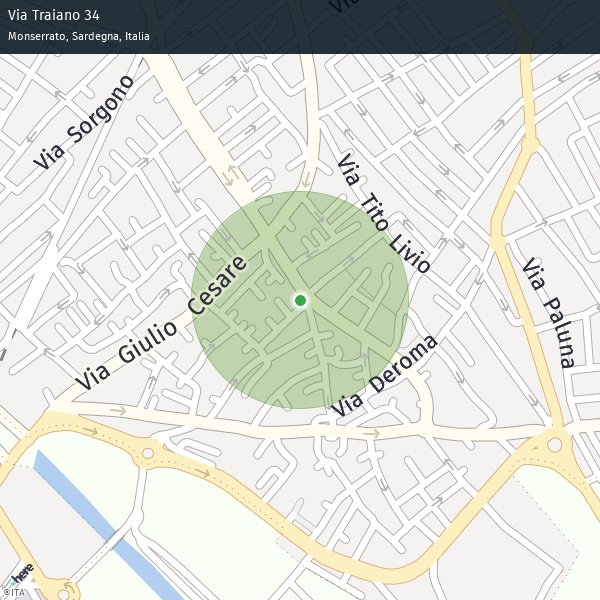 Via Traiano 34
Monserrato, Sardegna, Italia
Via
Via Sorgono
Via Tito Livio
Via Giulio Cesare
Via Paluna
Via Deroma
here
©ITA